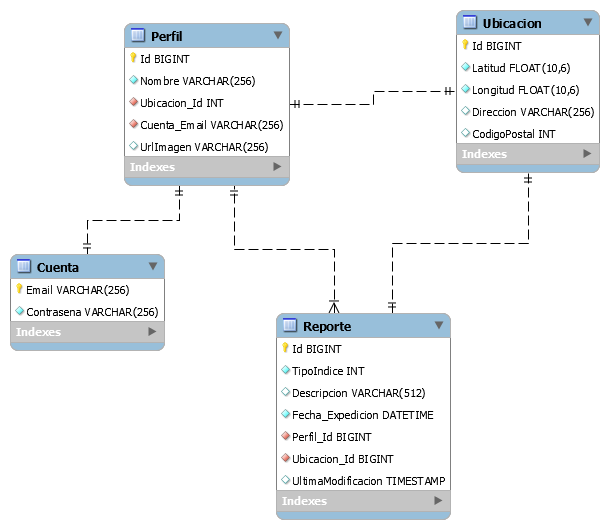 Perfil
Id BIGINT
Nombre VARCHAR(256)
Ubicacion_Id INT
Cuenta_Email VARCHAR(256)
UrlImagen VARCHAR(256)
Indexes
Ubicacion
Id BIGINT
Latitud FLOAT(10,6)
Longitud FLOAT(10,6)
Direccion VARCHAR(256)
CodigoPostal INT
Indexes
Cuenta
Email VARCHAR(256)
Contrasena VARCHAR(256)
Indexes
Reporte
Id BIGINT
TipoIndice INT
Descripcion VARCHAR(512)
Fecha_Expedicion DATETIME
Perfil_Id BIGINT
Ubicacion_Id BIGINT
UltimaModificacion TIMESTAMP
Indexes